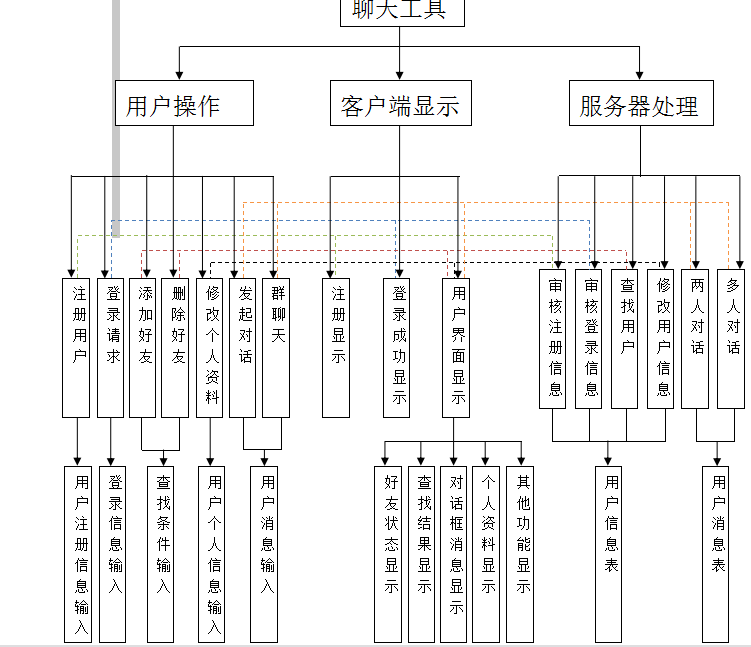 聊天工具
用户操作
客户端显示
服务器处理
注册用户
登录请求
添加好友
删除好友
修改个人资料
发起对话
群聊天
注册显示
登录成功显示
用户界面显示
审核注册信息
审核登录信息
查找用户
修改用户信息
两人对话
多人对话
用户注册信息输入
登录信息输入
查找条件输入
用户个人信息输入
用户消息输入
好友状态显示
查找结果显示
对话框消息显示
个人资料显示
其他功能显示
用户信息表
用户消息表